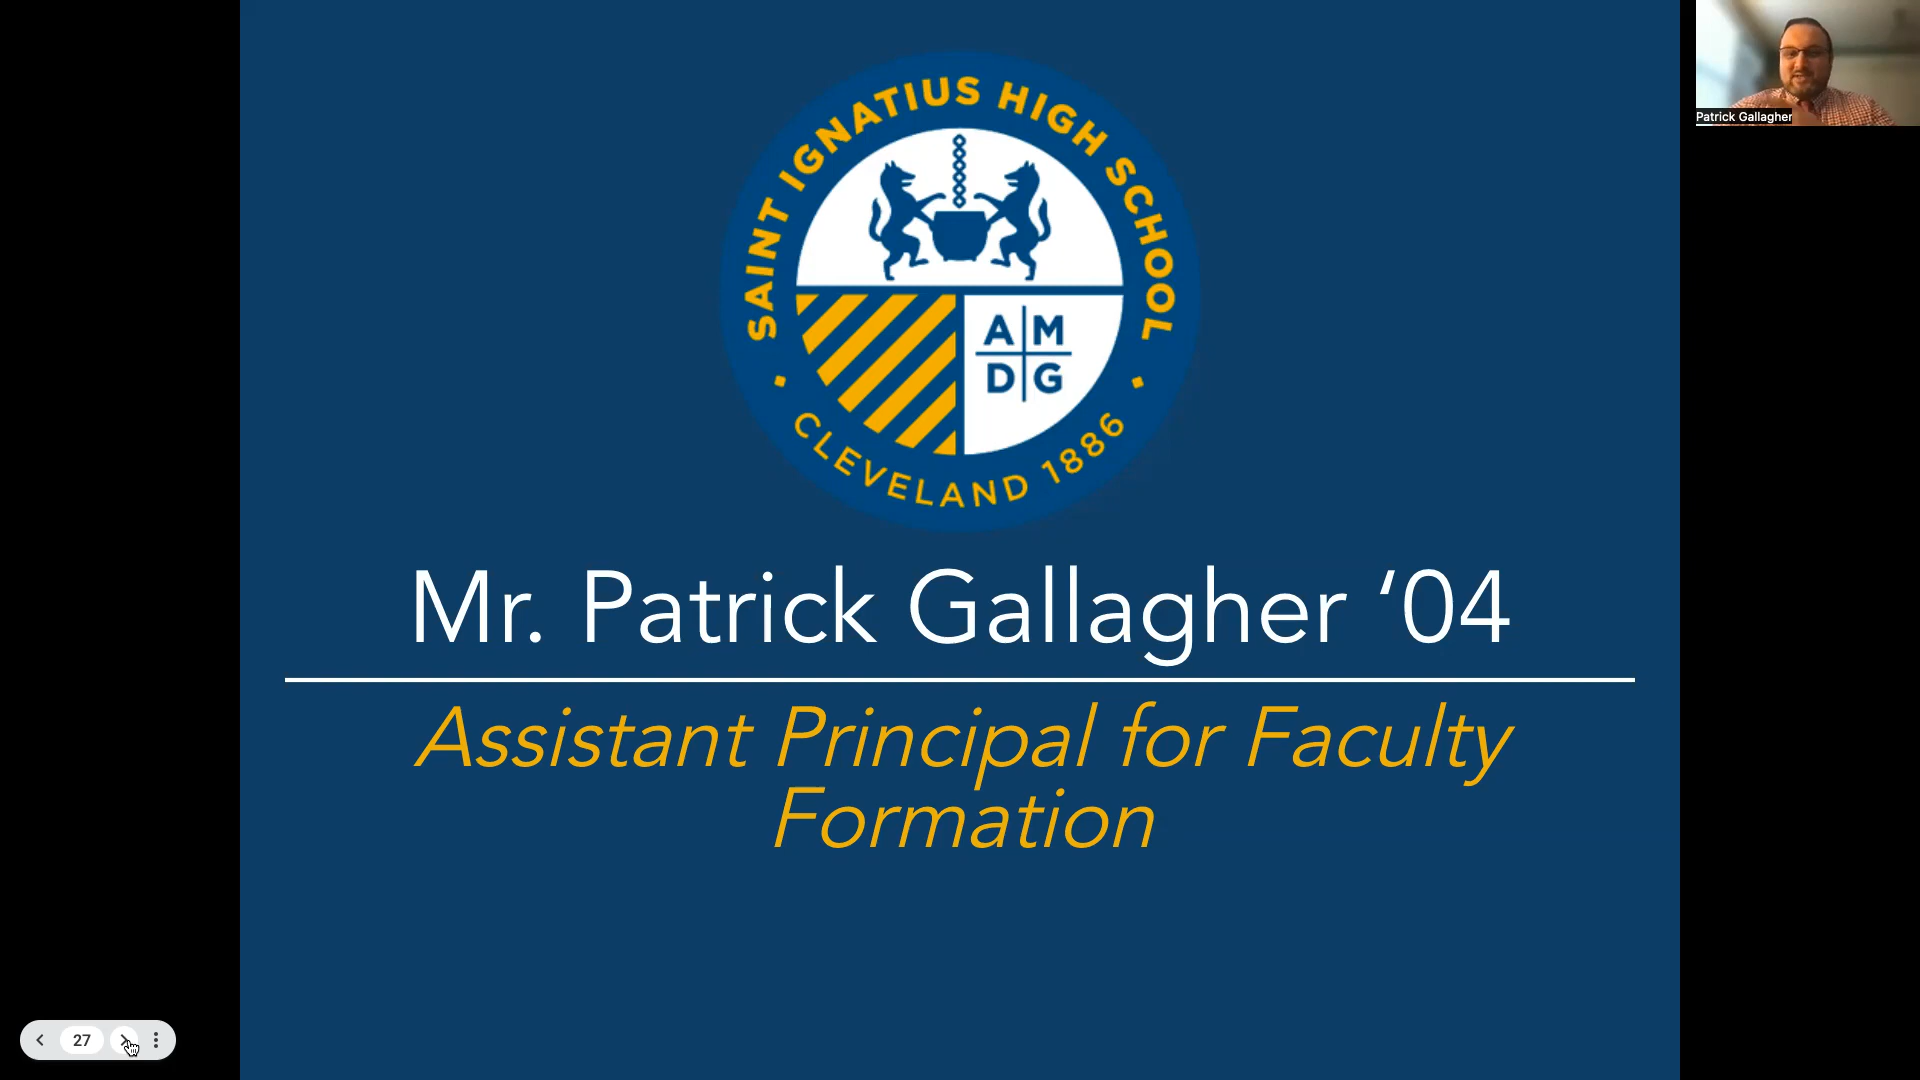 SAINT IGNATIUS HIGH SCHOOL
A M
D G
CLEVELAND 1886
Mr. Patrick Gallagher ‘04
Assistant Principal for Faculty
Formation
Patrick Gallagher
27